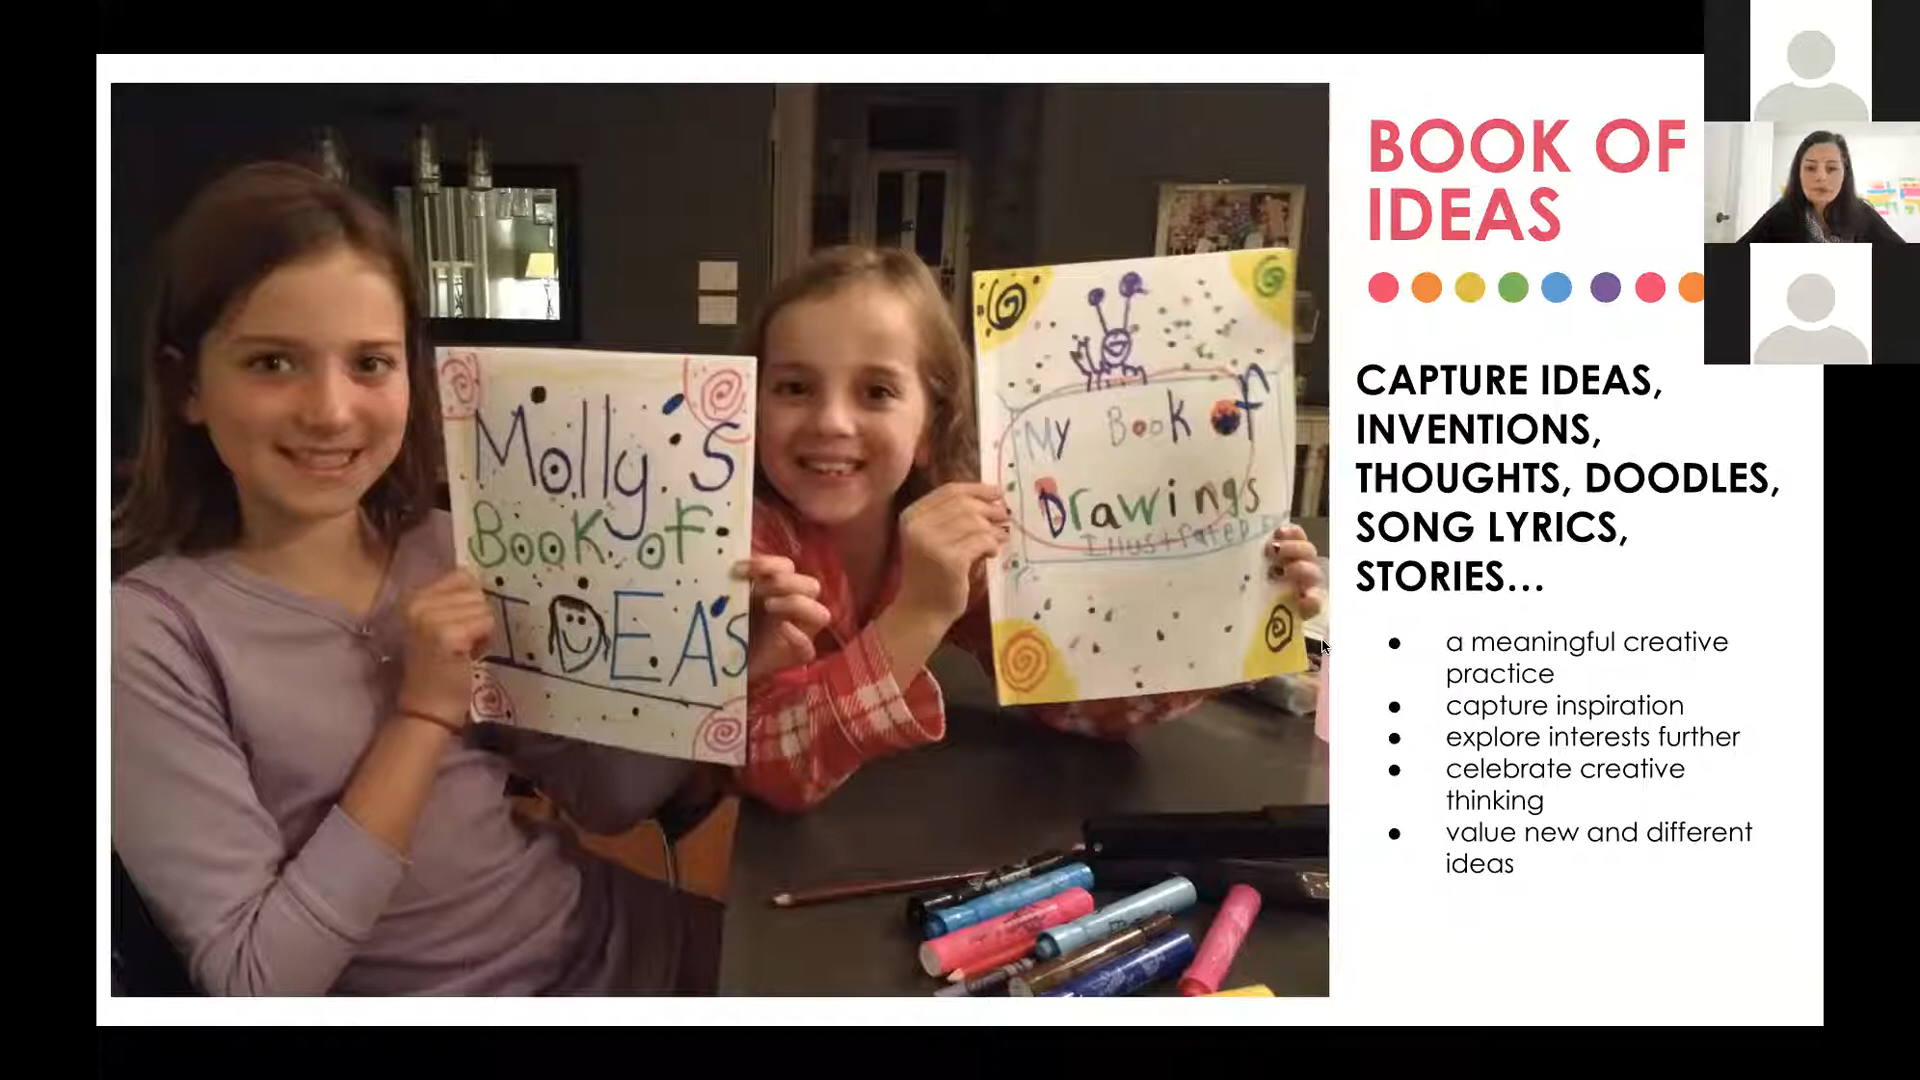 Molly's
Book of
IDEAS
My Book of
Drawings
Illustrated
BOOK OF
IDEAS
CAPTURE IDEAS,
INVENTIONS,
THOUGHTS, DOODLES,
SONG LYRICS,
STORIES...
● a meaningful creative
practice
● capture inspiration
● explore interests further
● celebrate creative
thinking
● value new and different
ideas